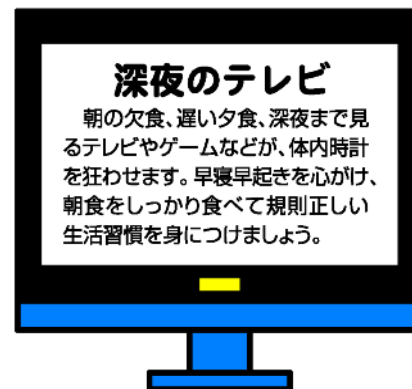 深夜のテレビ
　朝の欠食、遅い夕食、深夜まで見
るテレビやゲームなどが、体内時計
を狂わせます。早寝早起きを心がけ、
朝食をしっかり食べて規則正しい
生活習慣を身につけましょう。